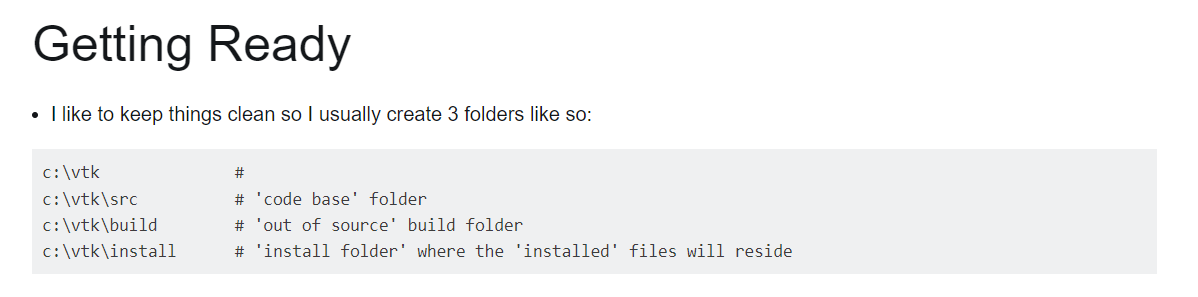 Getting Ready
• I like to keep things clean so I usually create 3 folders like so:
c:\vtk #
c:\vtk\src # 'code base' folder
c:\vtk\build # 'out of source' build folder
c:\vtk\install # 'install folder' where the 'installed' files will reside